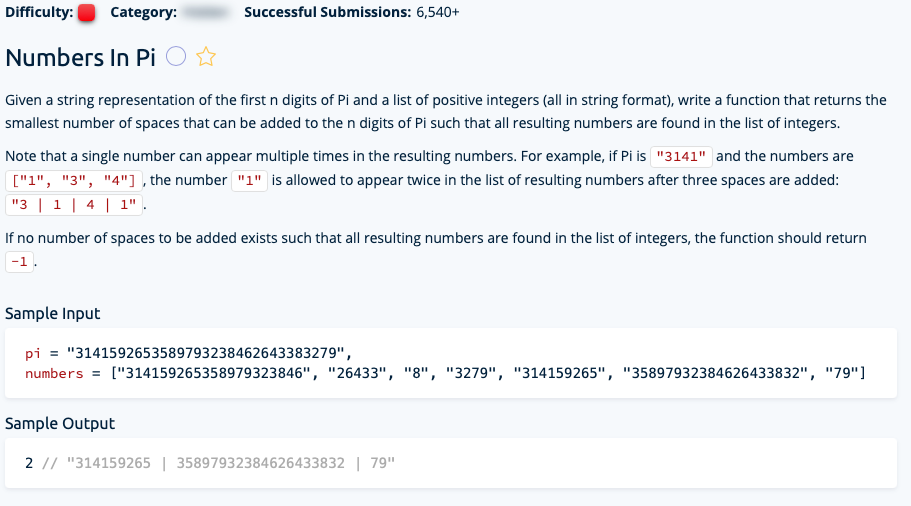 Difficulty: Category: Successful Submissions: 6,540+
Numbers In Pi
Given a string representation of the first n digits of Pi and a list of positive integers (all in string format), write a function that returns the
smallest number of spaces that can be added to the n digits of Pi such that all resulting numbers are found in the list of integers.
Note that a single number can appear multiple times in the resulting numbers. For example, if Pi is "3141" and the numbers are
["1", "3", "4"], the number "1" is allowed to appear twice in the list of resulting numbers after three spaces are added:
"3 | 1 | 4 | 1".
If no number of spaces to be added exists such that all resulting numbers are found in the list of integers, the function should return
-1.
Sample Input
pi = "3141592653589793238462643383279",
numbers = ["314159265358979323846", "26433", "8", "3279", "314159265", "35897932384626433832", "79"]
Sample Output
2 // "314159265 | 35897932384626433832 | 79"